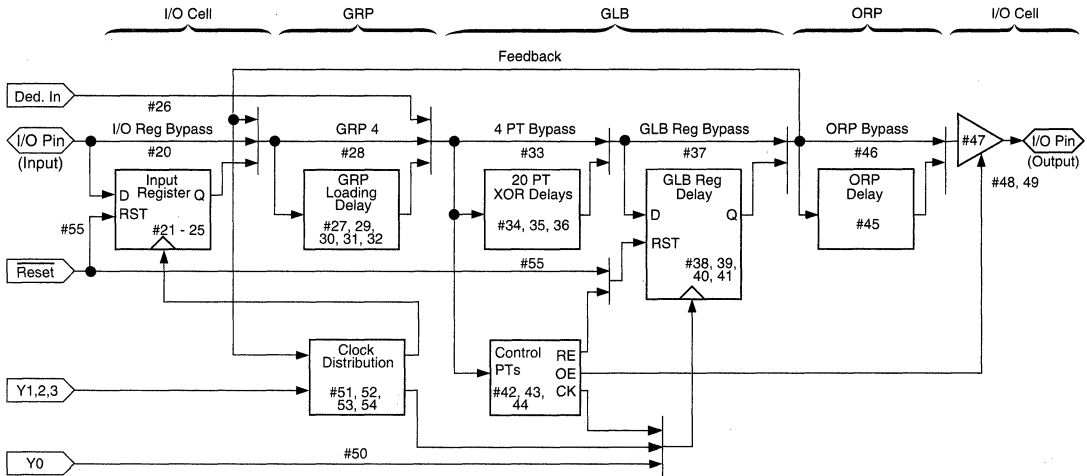 I/O Cell
GRP
GLB
ORP
I/O Cell
Feedback
Ded. In
#26
I/O Pin
(Input)
I/O Reg Bypass
#20
GRP 4
#28
4 PT Bypass
#33
GLB Reg Bypass
#37
ORP Bypass
#46
#47
I/O Pin
(Output)
#48, 49
Input
Register
D
Q
RST
#21 - 25
#55
GRP
Loading
Delay
#27, 29,
30, 31, 32
20 PT
XOR Delays
#34, 35, 36
GLB Reg
Delay
D
Q
RST
#38, 39,
40, 41
ORP
Delay
#45
Reset
#55
Clock
Distribution
#51, 52,
53, 54
Control
PTs
RE
OE
CK
#42, 43,
44
Y1,2,3
Y0
#50